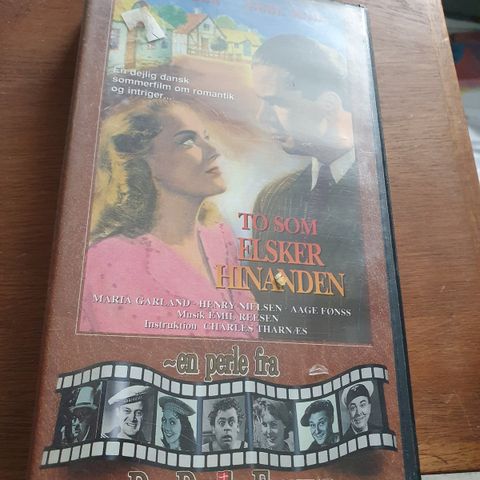 En dejlig dansk
sommerfilm om romantik
og intriger...
TO SOM
ELSKER
HINANDEN
MARIA GARLAND - HENRY NIELSEN - AAGE FØNSS
Musik EMIL REESEN
Instruktion CHARLES THARNÆS
~en perle fra